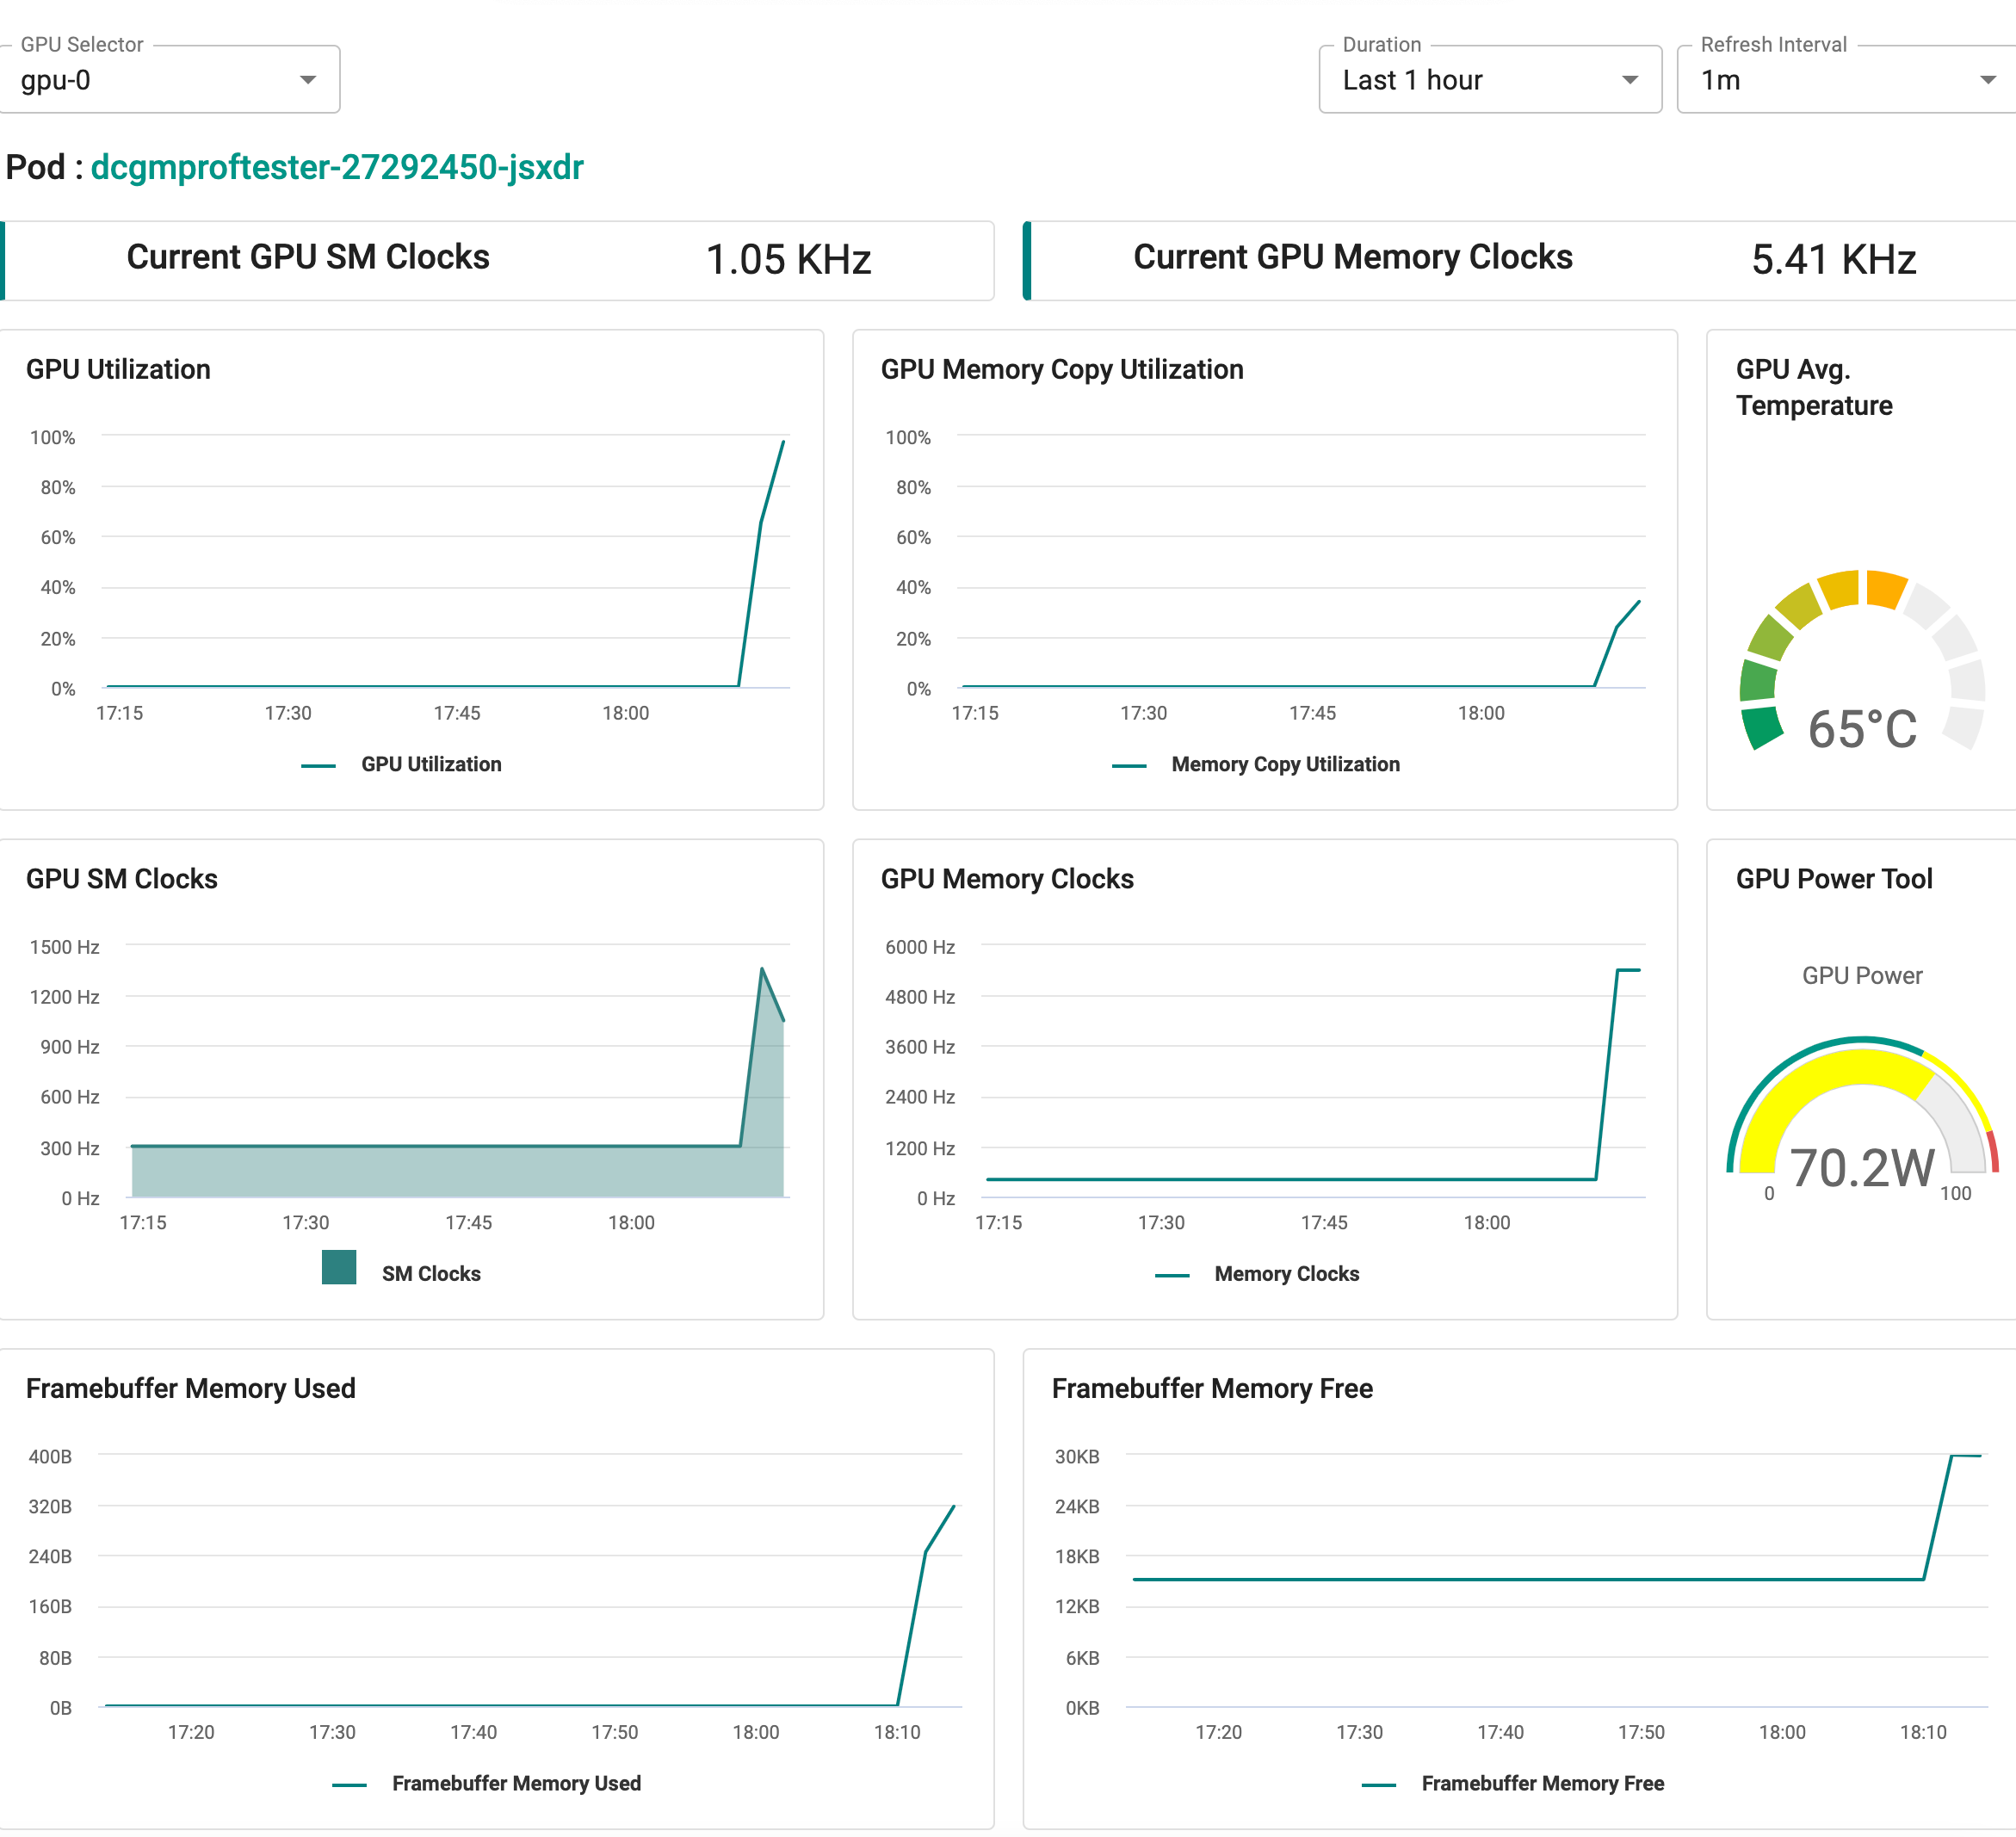 GPU Selector
gpu-0
Duration
Last 1 hour
Refresh Interval
1m
Pod : dcgmproftester-27292450-jsxdr
Current GPU SM Clocks 1.05 KHz
Current GPU Memory Clocks 5.41 KHz
GPU Utilization
100%
80%
60%
40%
20%
0%
17:15 17:30 17:45 18:00
GPU Utilization
GPU Memory Copy Utilization
100%
80%
60%
40%
20%
0%
17:15 17:30 17:45 18:00
Memory Copy Utilization
GPU Avg.
Temperature
65°C
GPU SM Clocks
1500 Hz
1200 Hz
900 Hz
600 Hz
300 Hz
0 Hz
17:15 17:30 17:45 18:00
SM Clocks
GPU Memory Clocks
6000 Hz
4800 Hz
3600 Hz
2400 Hz
1200 Hz
0 Hz
17:15 17:30 17:45 18:00
Memory Clocks
GPU Power Tool
GPU Power
70.2W
0 100
Framebuffer Memory Used
400B
320B
240B
160B
80B
0B
17:20 17:30 17:40 17:50 18:00 18:10
Framebuffer Memory Used
Framebuffer Memory Free
30KB
24KB
18KB
12KB
6KB
0KB
17:20 17:30 17:40 17:50 18:00 18:10
Framebuffer Memory Free